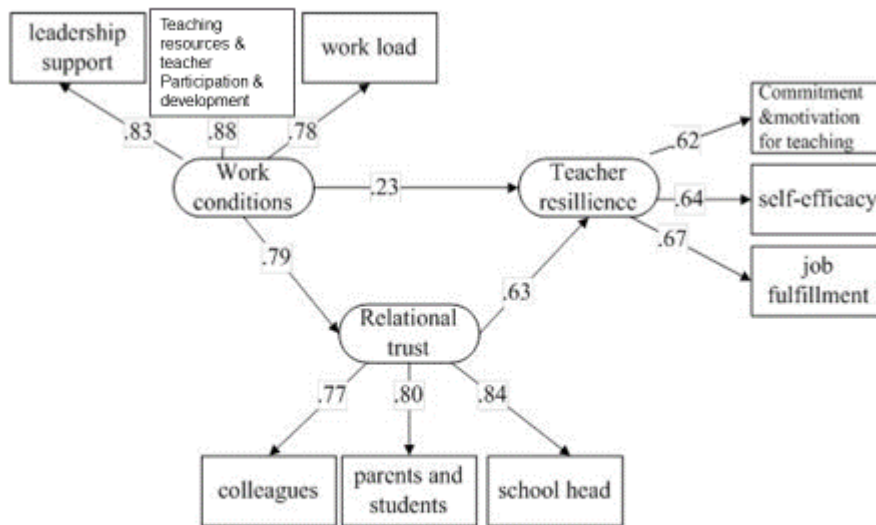 leadership
support
Teaching
resources &
teacher
Participation &
development
work load
.83
.88
.78
Work
conditions
.23
Teacher
resillience
.62
Commitment
&motivation
for teaching
.64
self-efficacy
.67
job
fulfillment
.79
.63
Relational
trust
.77
.80
.84
colleagues
parents and
students
school head